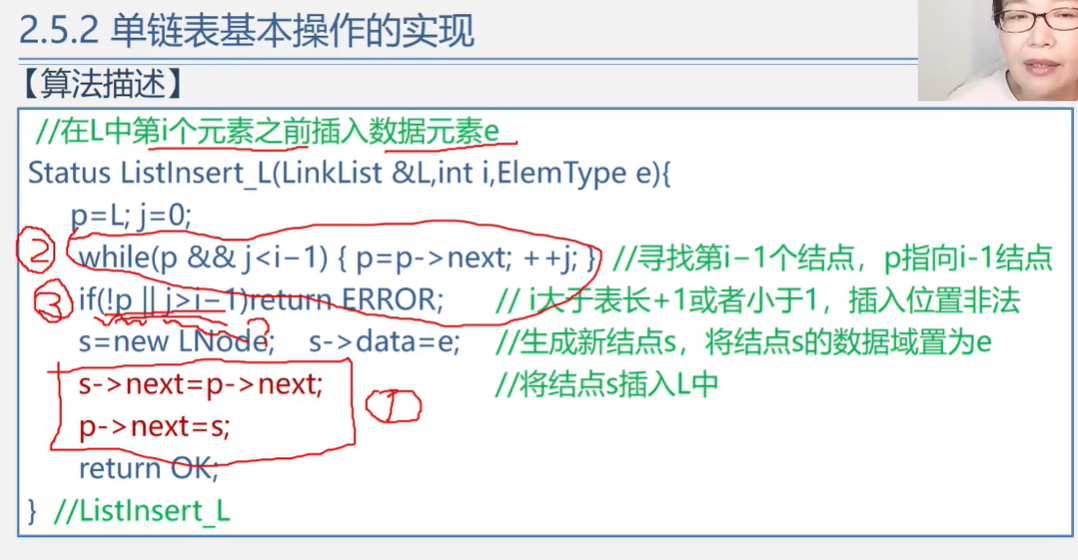 2.5.2 单链表基本操作的实现
【算法描述】
//在L中第i个元素之前插入数据元素e
Status ListInsert_L(LinkList &L,int i,ElemType e){
p=L; j=0;
② while(p && j<i−1) { p=p->next; ++j; } //寻找第i−1个结点，p指向i-1结点
③ if(!p || j>i−1)return ERROR; // i大于表长+1或者小于1，插入位置非法
s=new LNode; s->data=e; //生成新结点s，将结点s的数据域置为e
s->next=p->next; //将结点s插入L中
p->next=s; ①
return OK;
} //ListInsert_L